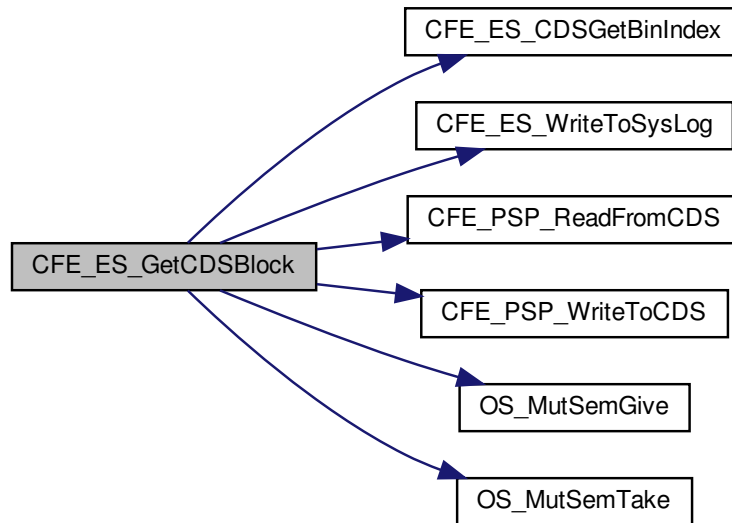 CFE_ES_CDSGetBinIndex
CFE_ES_WriteToSysLog
CFE_PSP_ReadFromCDS
CFE_ES_GetCDSBlock
CFE_PSP_WriteToCDS
OS_MutSemGive
OS_MutSemTake